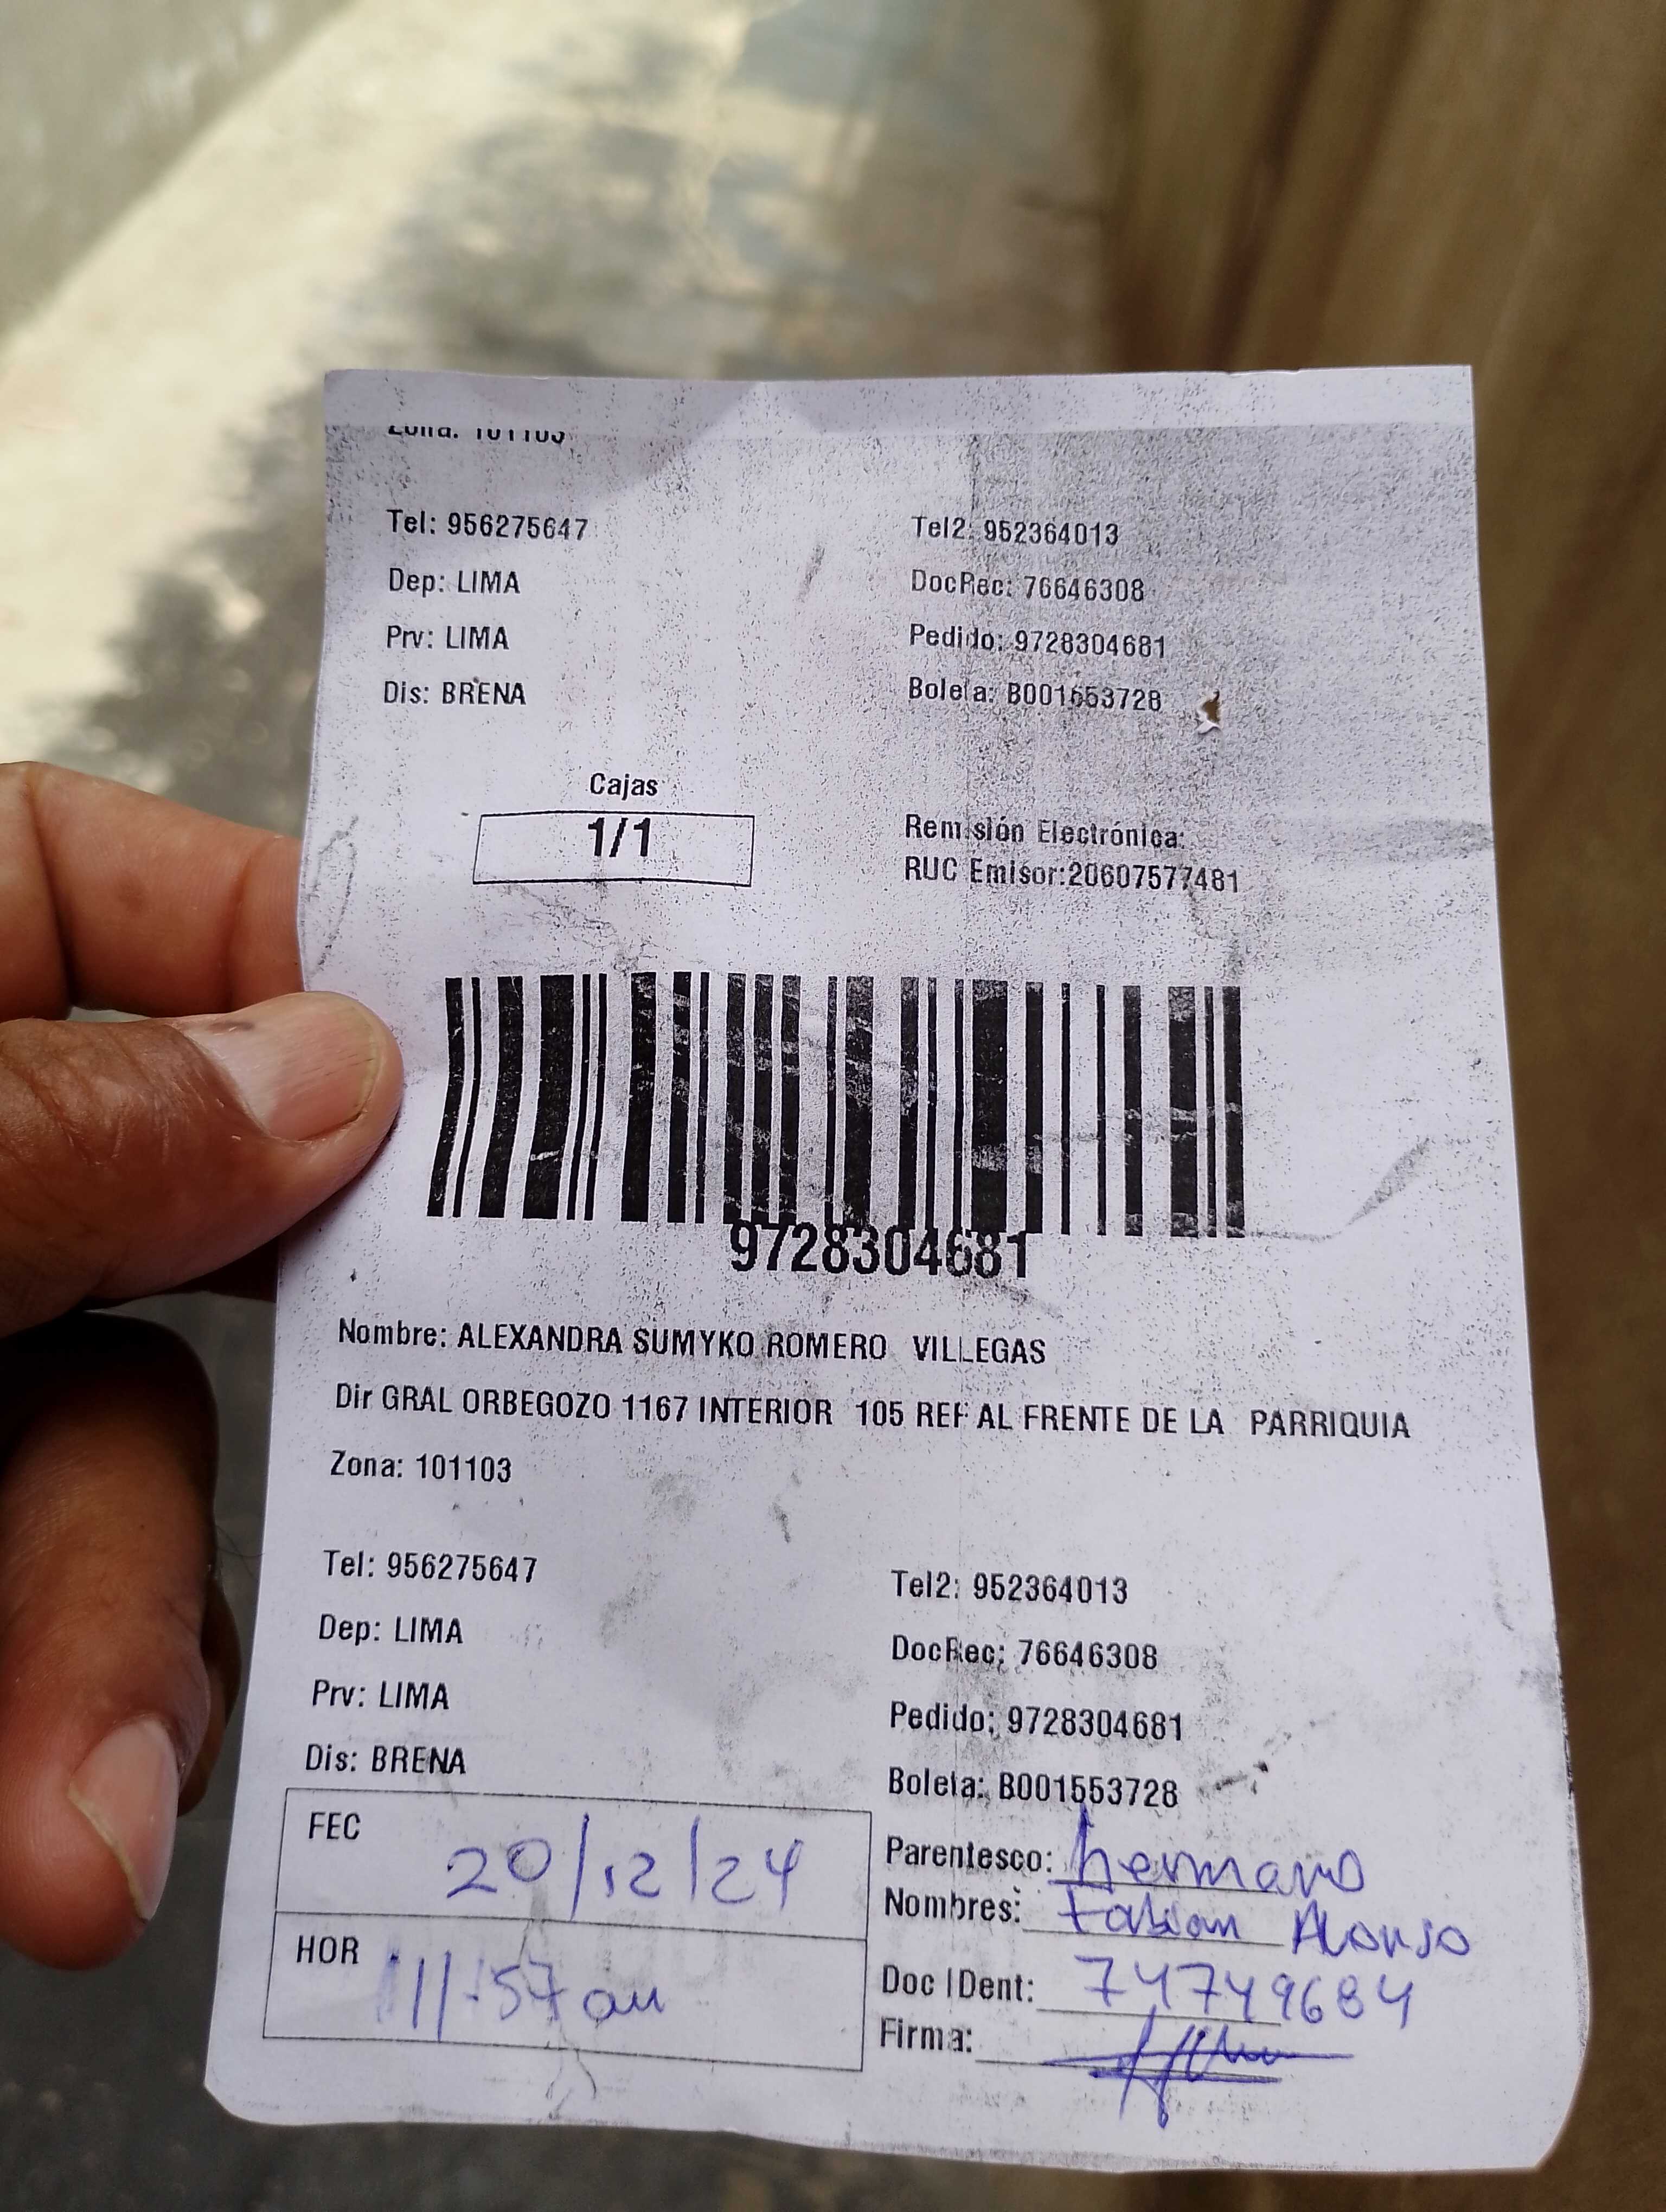 Zona: 101103
Tel: 956275647 Tel2: 952364013
Dep: LIMA DocRec: 76646308
Prv: LIMA Pedido: 9728304681
Dis: BRENA Boleta: B001553728
Cajas
1/1
Remisión Electrónica:
RUC Emisor:20607577481
9728304681
Nombre: ALEXANDRA SUMYKO ROMERO VILLEGAS
Dir GRAL ORBEGOZO 1167 INTERIOR 105 REF AL FRENTE DE LA PARRIQUIA
Zona: 101103
Tel: 956275647 Tel2: 952364013
Dep: LIMA DocRec: 76646308
Prv: LIMA Pedido: 9728304681
Dis: BRENA Boleta: B001553728
FEC 20/12/24
HOR 11:57 am
Parentesco: hermano
Nombres: Fabian Alonso
Doc IDent: 74749684
Firma: